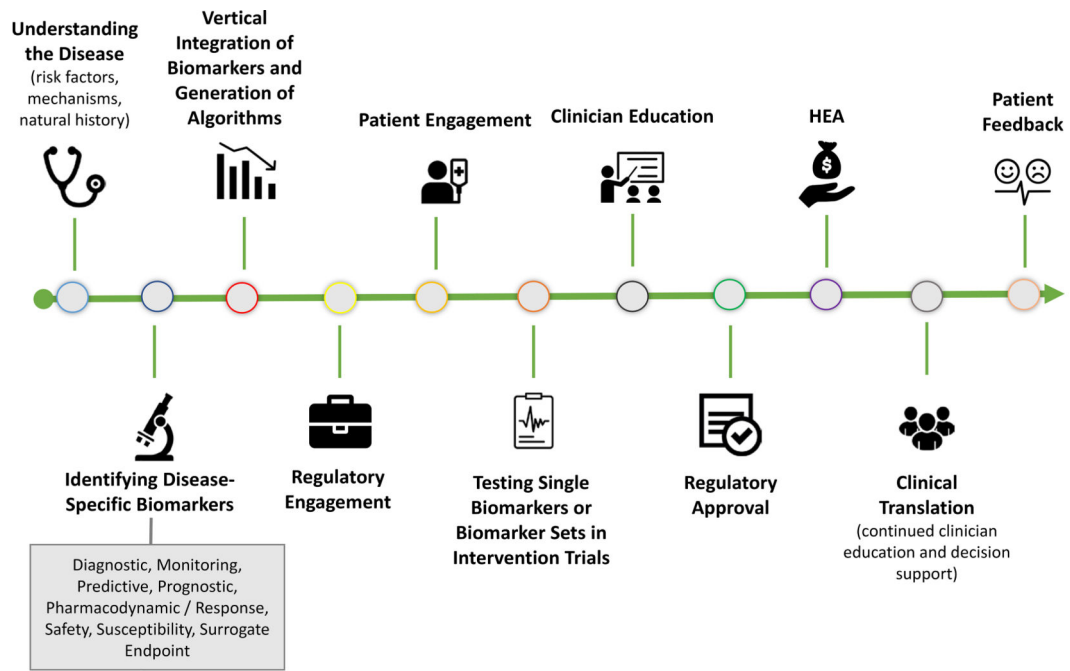 Understanding
the Disease
(risk factors,
mechanisms,
natural history)
Vertical
Integration of
Biomarkers and
Generation of
Algorithms
Patient Engagement
Clinician Education
HEA
$
Patient
Feedback
Identifying Disease-
Specific Biomarkers
Diagnostic, Monitoring,
Predictive, Prognostic,
Pharmacodynamic / Response,
Safety, Susceptibility, Surrogate
Endpoint
Regulatory
Engagement
Testing Single
Biomarkers or
Biomarker Sets in
Intervention Trials
Regulatory
Approval
Clinical
Translation
(continued clinician
education and decision
support)